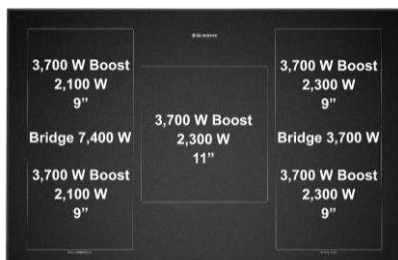 3,700 W Boost
2,100 W
9”
Bridge 7,400 W
3,700 W Boost
2,100 W
9”
3,700 W Boost
2,300 W
11”
3,700 W Boost
2,300 W
9”
Bridge 3,700 W
3,700 W Boost
2,300 W
9”